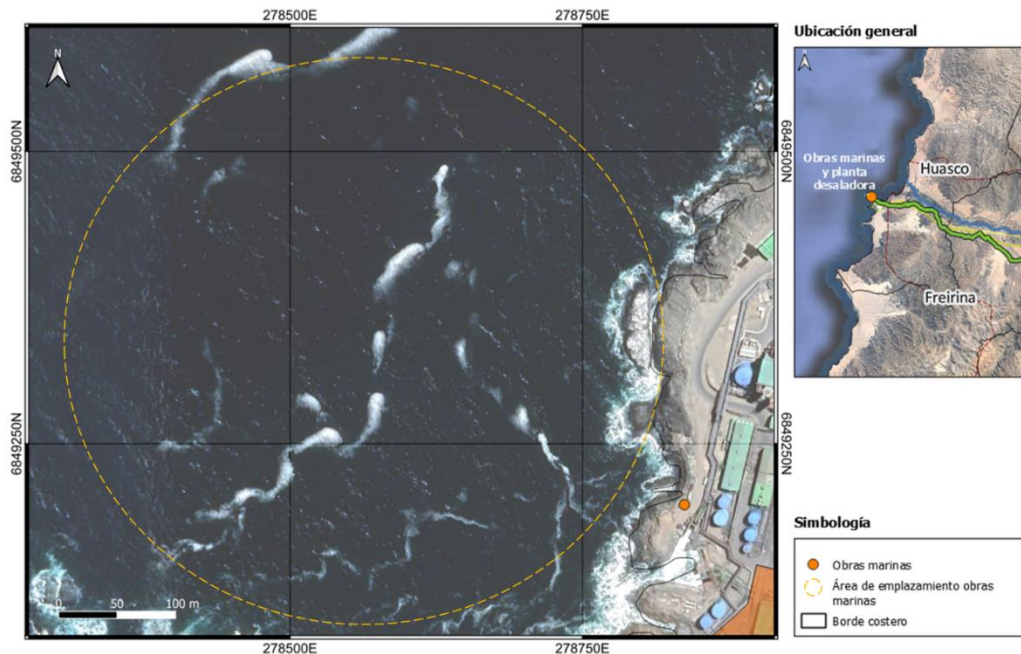 278500E
278750E
N
6849500N
6849500N
6849250N
6849250N
0
50
100 m
278500E
278750E
Ubicación general
N
Obras marinas
y planta
desaladora
Huasco
Freirina
Simbología
Obras marinas
Área de emplazamiento obras
marinas
Borde costero